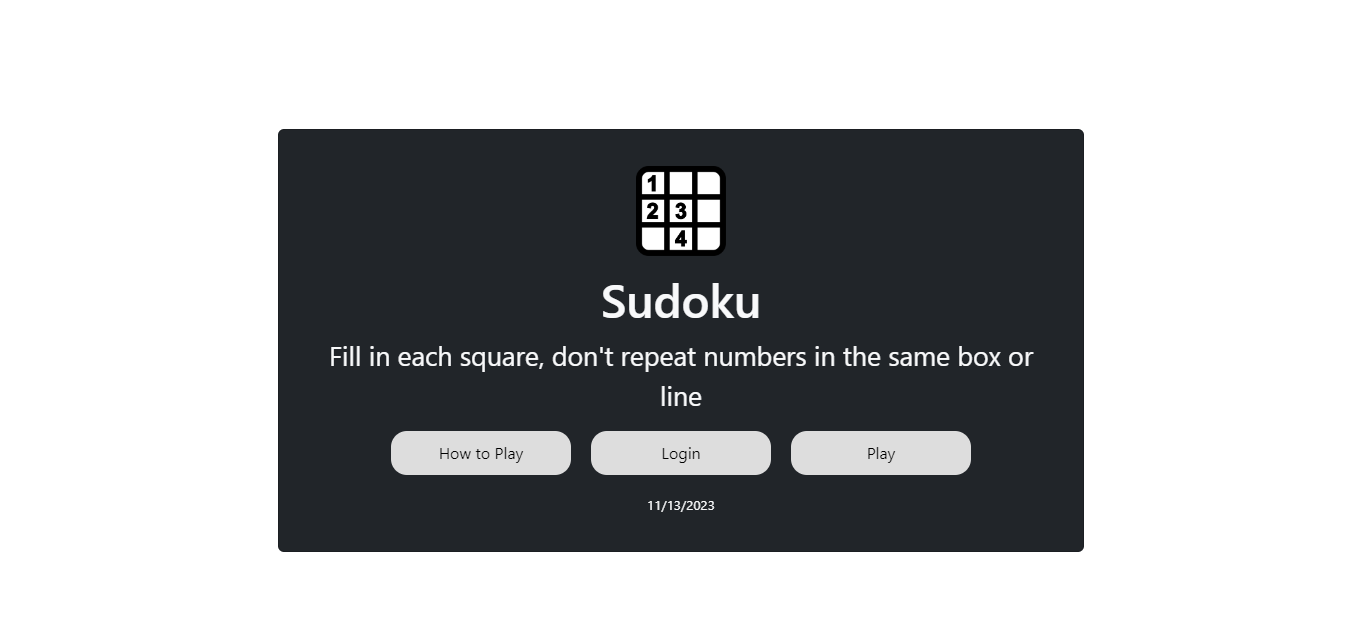 1
2 3
4
Sudoku
Fill in each square, don't repeat numbers in the same box or
line
How to Play Login Play
11/13/2023